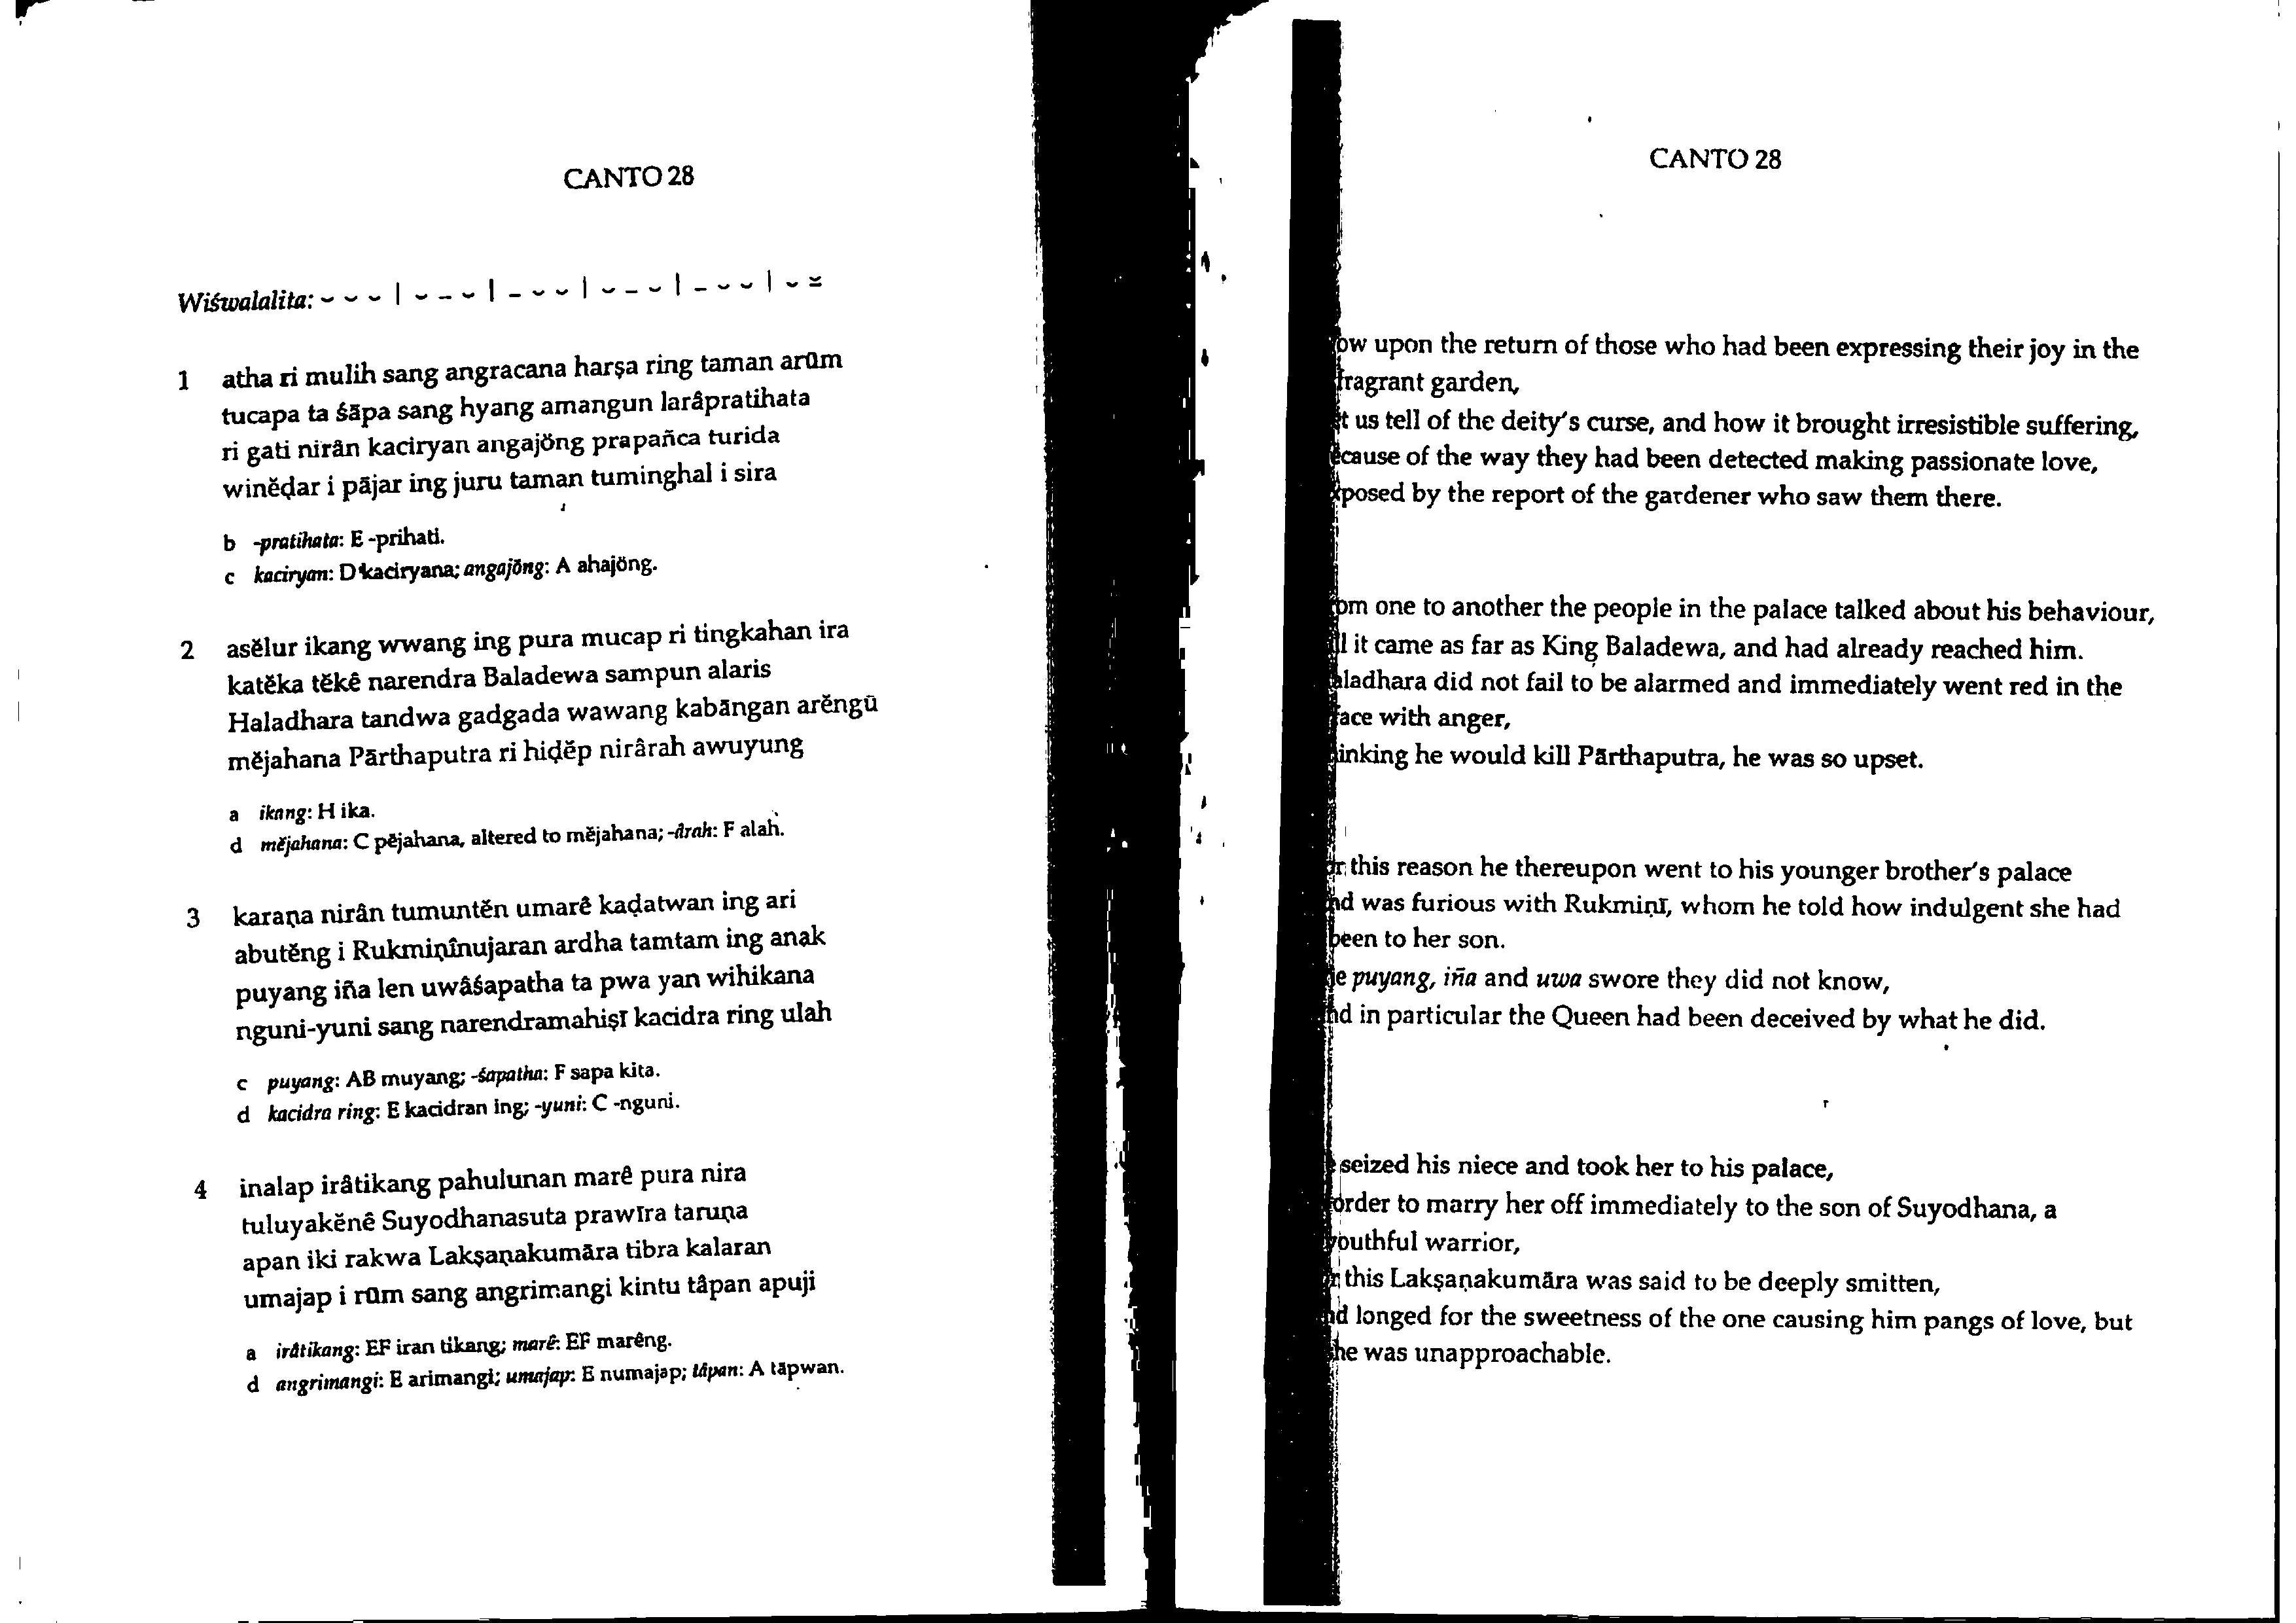 CANTO 28
Wiśwalalita: ⏑ ⏑ ⏑ | ⏑ – ⏑ | – ⏑ ⏑ | ⏑ – ⏑ | – ⏑ ⏑ | ⏑ ⏓
1 atha ri mulih sang angracana harṣa ring taman arūm
tucapa ta śāpa sang hyang amangun larâpratihata
ri gati nirân kaciryan angajöng prapañca turida
winĕḍar i pājar ing juru taman tuminghal i sira
b -pratihata: E -prihati.
c kaciryan: D kaciryana; angajöng: A ahajöng.
2 asĕlur ikang wwang ing pura mucap ri tingkahan ira
katĕka tĕkê narendra Baladewa sampun alaris
Haladhara tandwa gadgada wawang kabāngan arĕngū
mĕjahana Pārthaputra ri hiḍĕp nirârah awuyung
a ikang: H ika.
d mĕjahana: C pĕjahana, altered to mĕjahana; -ârah: F alah.
3 karaṇa nirân tumuntĕn umarê kaḍatwan ing ari
abutĕng i Rukmiṇînujaran ardha tamtam ing anak
puyang iña len uwâśapatha ta pwa yan wihikana
nguni-yuni sang narendramahiṣī kacidra ring ulah
c puyang: AB muyang; -śapatha: F sapa kita.
d kacidra ring: E kacidran ing; -yuni: C -nguni.
4 inalap irâtikang pahulunan marê pura nira
tuluyakĕnê Suyodhanasuta prawīra taruṇa
apan iki rakwa Lakṣaṇakumāra tibra kalaran
umajap i rūm sang angrimangi kintu tâpan apuji
a irâtikang: EF iran tikang; marê: EF marêng.
d angrimangi: E arimangi; umajap: E numajap; tâpan: A tāpwan.
CANTO 28
ow upon the return of those who had been expressing their joy in the
fragrant garden,
t us tell of the deity's curse, and how it brought irresistible suffering,
ecause of the way they had been detected making passionate love,
xposed by the report of the gardener who saw them there.
om one to another the people in the palace talked about his behaviour,
ll it came as far as King Baladewa, and had already reached him.
aladhara did not fail to be alarmed and immediately went red in the
face with anger,
inking he would kill Pārthaputra, he was so upset.
r this reason he thereupon went to his younger brother's palace
nd was furious with Rukmiṇī, whom he told how indulgent she had
been to her son.
e puyang, iña and uwa swore they did not know,
nd in particular the Queen had been deceived by what he did.
e seized his niece and took her to his palace,
order to marry her off immediately to the son of Suyodhana, a
youthful warrior,
r this Lakṣaṇakumāra was said to be deeply smitten,
nd longed for the sweetness of the one causing him pangs of love, but
he was unapproachable.